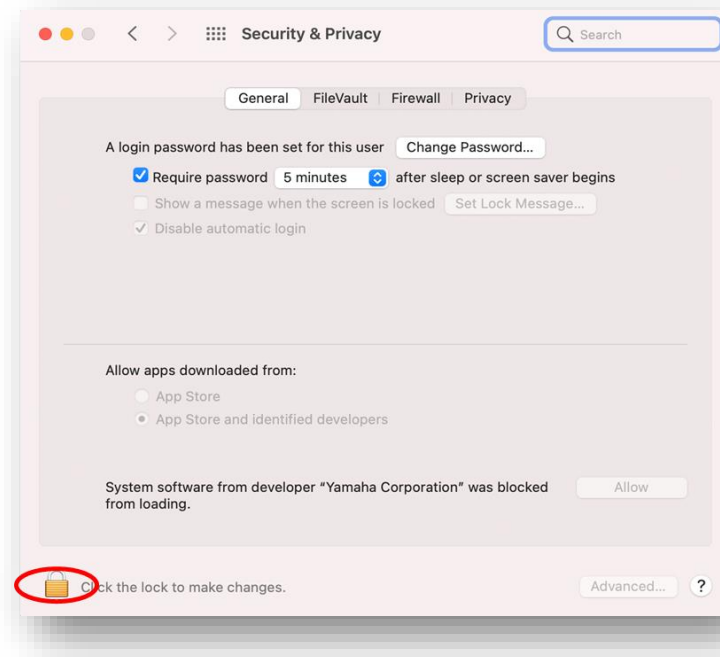 Security & Privacy
Search
General FileVault Firewall Privacy
A login password has been set for this user Change Password...
Require password 5 minutes after sleep or screen saver begins
Show a message when the screen is locked Set Lock Message...
Disable automatic login
Allow apps downloaded from:
App Store
App Store and identified developers
System software from developer “Yamaha Corporation” was blocked Allow
from loading.
Click the lock to make changes. Advanced... ?